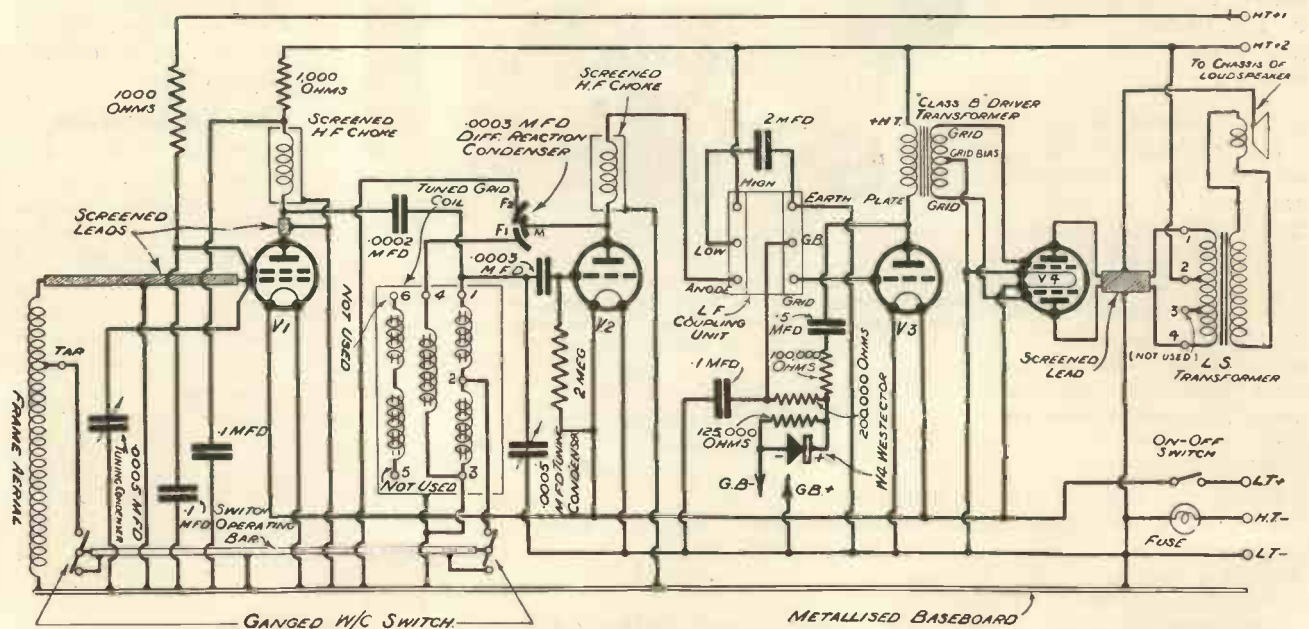 HT+1
HT+2
TO CHASSIS OF
LOUDSPEAKER
1000
OHMS
1,000
OHMS
SCREENED
H.F CHOKE
.0003 MFD
DIFF. REACTION
CONDENSER
SCREENED
H.F CHOKE
"CLASS B" DRIVER
TRANSFORMER
+H.T.
GRID
GRID BIAS
GRID
PLATE
2 MFD
HIGH
EARTH
LOW
G.B.
ANODE
GRID
L.F.
COUPLING
UNIT
TUNED GRID
COIL
F2
F1
M
SCREENED
LEADS
.0002
MFD
.0003
MFD
V1
V2
V3
V4
NOT USED
6
4
1
2
5
3
NOT USED
2 MEG
.5
MFD
100,000
OHMS
200,000 OHMS
.1 MFD
125,000
OHMS
W4 WESTECTOR
-
+
G.B-
G.B.+
SCREENED
LEAD
1
2
3
4
(NOT USED)
L.S.
TRANSFORMER
TAP
FRAME AERIAL
.0005 MFD
TUNING CONDENSER
.1
MFD
.1 MFD
SWITCH OPERATING
BAR
.0005
MFD TUNING
CONDENSER
ON-OFF
SWITCH
LT+
H.T-
FUSE
LT-
GANGED W/C SWITCH.
METALLISED BASEBOARD